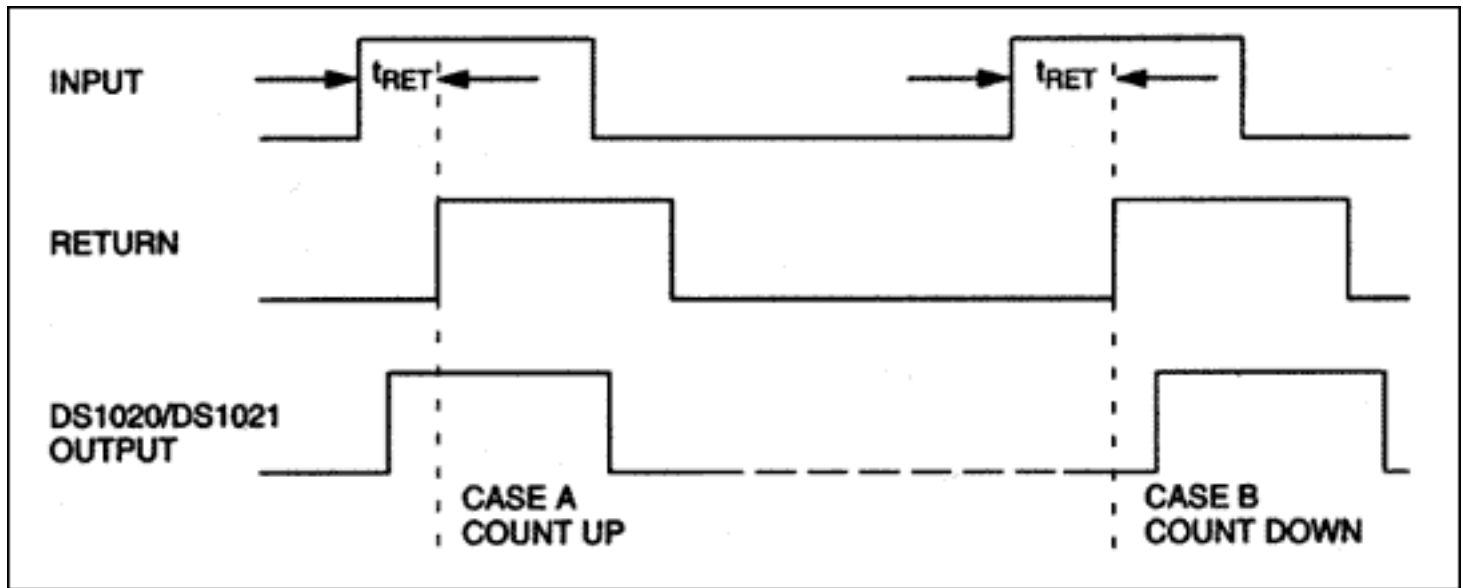 INPUT
tRET
tRET
RETURN
DS1020/DS1021
OUTPUT
CASE A
COUNT UP
CASE B
COUNT DOWN